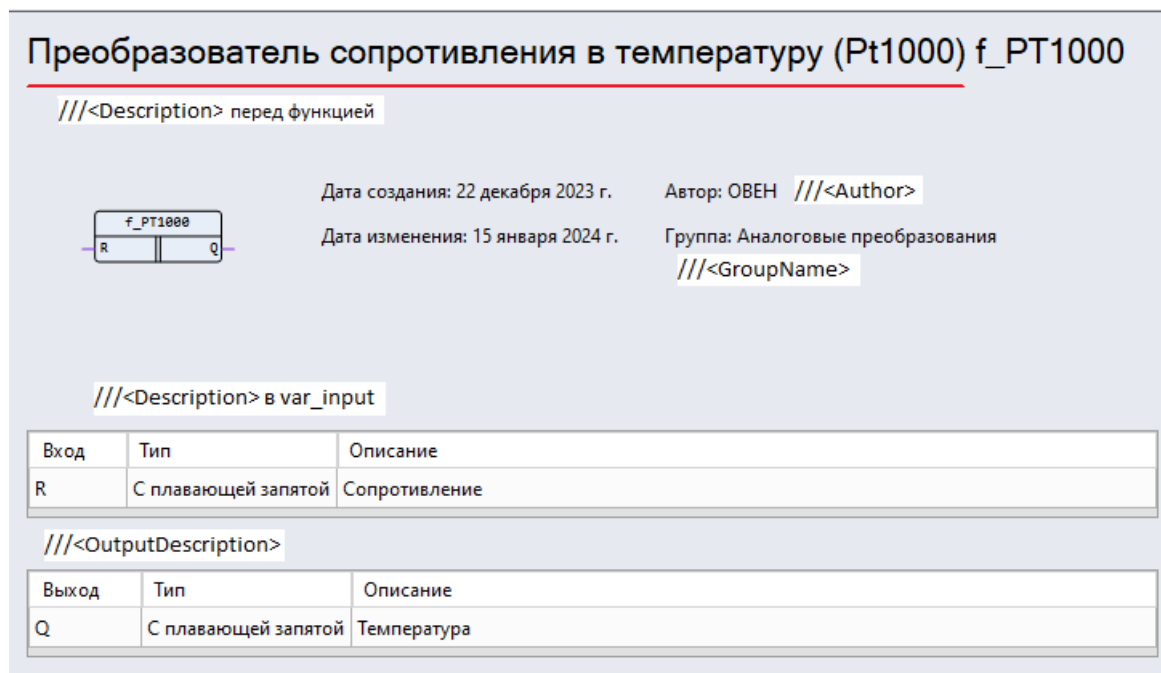 Преобразователь сопротивления в температуру (Pt1000) f_PT1000
///<Description> перед функцией
Дата создания: 22 декабря 2023 г. Автор: ОВЕН ///<Author>
f_PT1000
R Q
Дата изменения: 15 января 2024 г. Группа: Аналоговые преобразования
///<GroupName>
///<Description> в var_input
Вход Тип Описание
R С плавающей запятой Сопротивление
///<OutputDescription>
Выход Тип Описание
Q С плавающей запятой Температура